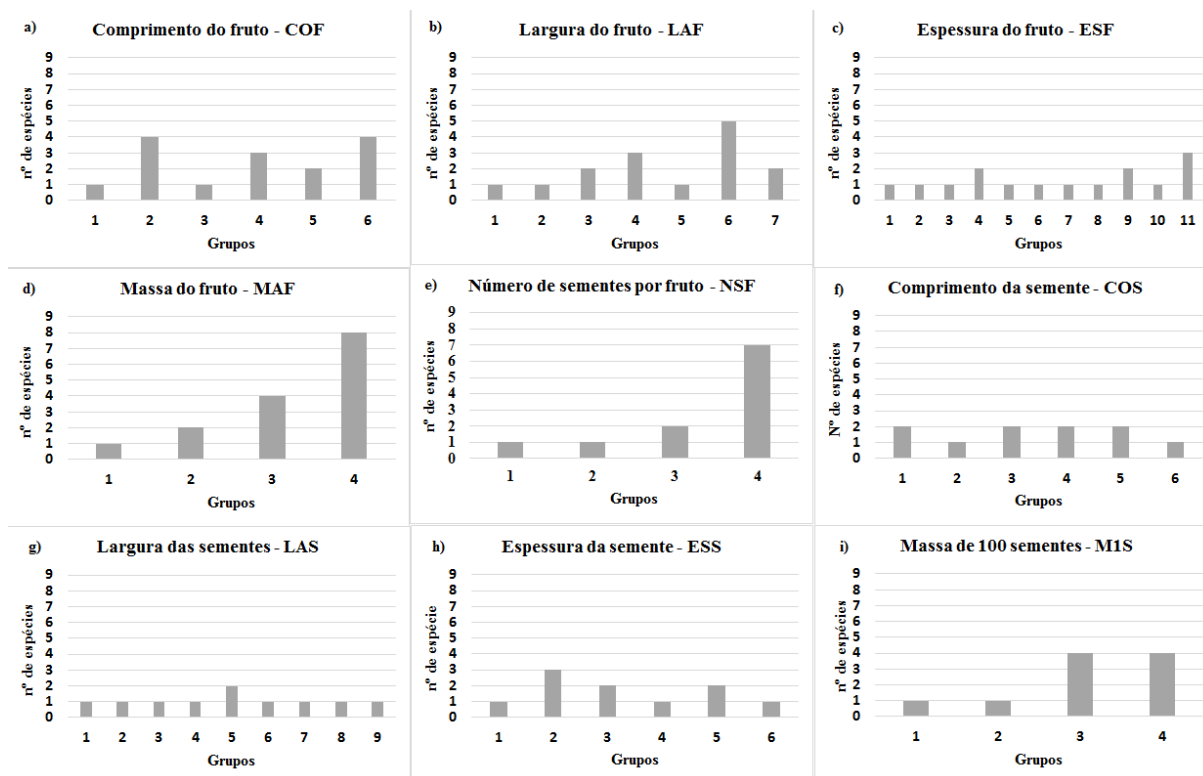 a) Comprimento do fruto - COF
nº de espécies
9
8
7
6
5
4
3
2
1
0
1 2 3 4 5 6
Grupos
b) Largura do fruto - LAF
nº de espécies
9
8
7
6
5
4
3
2
1
0
1 2 3 4 5 6 7
Grupos
c) Espessura do fruto - ESF
nº de espécies
9
8
7
6
5
4
3
2
1
0
1 2 3 4 5 6 7 8 9 10 11
Grupos
d) Massa do fruto - MAF
nº de espécies
9
8
7
6
5
4
3
2
1
0
1 2 3 4
Grupos
e) Número de sementes por fruto - NSF
nº de espécies
9
8
7
6
5
4
3
2
1
0
1 2 3 4
Grupos
f) Comprimento da semente - COS
Nº de espécies
9
8
7
6
5
4
3
2
1
0
1 2 3 4 5 6
Grupos
g) Largura das sementes - LAS
nº de espécies
9
8
7
6
5
4
3
2
1
0
1 2 3 4 5 6 7 8 9
Grupos
h) Espessura da semente - ESS
nº de espécie
9
8
7
6
5
4
3
2
1
0
1 2 3 4 5 6
Grupos
i) Massa de 100 sementes - M1S
nº de espécies
9
8
7
6
5
4
3
2
1
0
1 2 3 4
Grupos